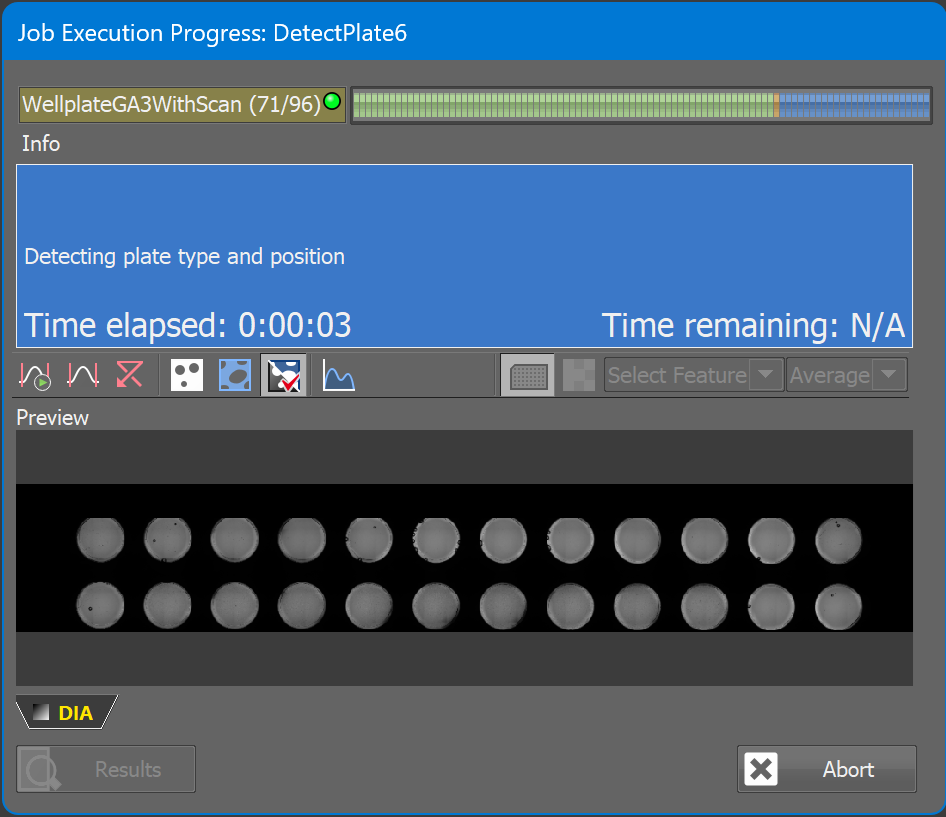 Job Execution Progress: DetectPlate6
WellplateGA3WithScan (71/96)
Info
Detecting plate type and position
Time elapsed: 0:00:03 Time remaining: N/A
Select Feature Average
Preview
DIA
Results Abort